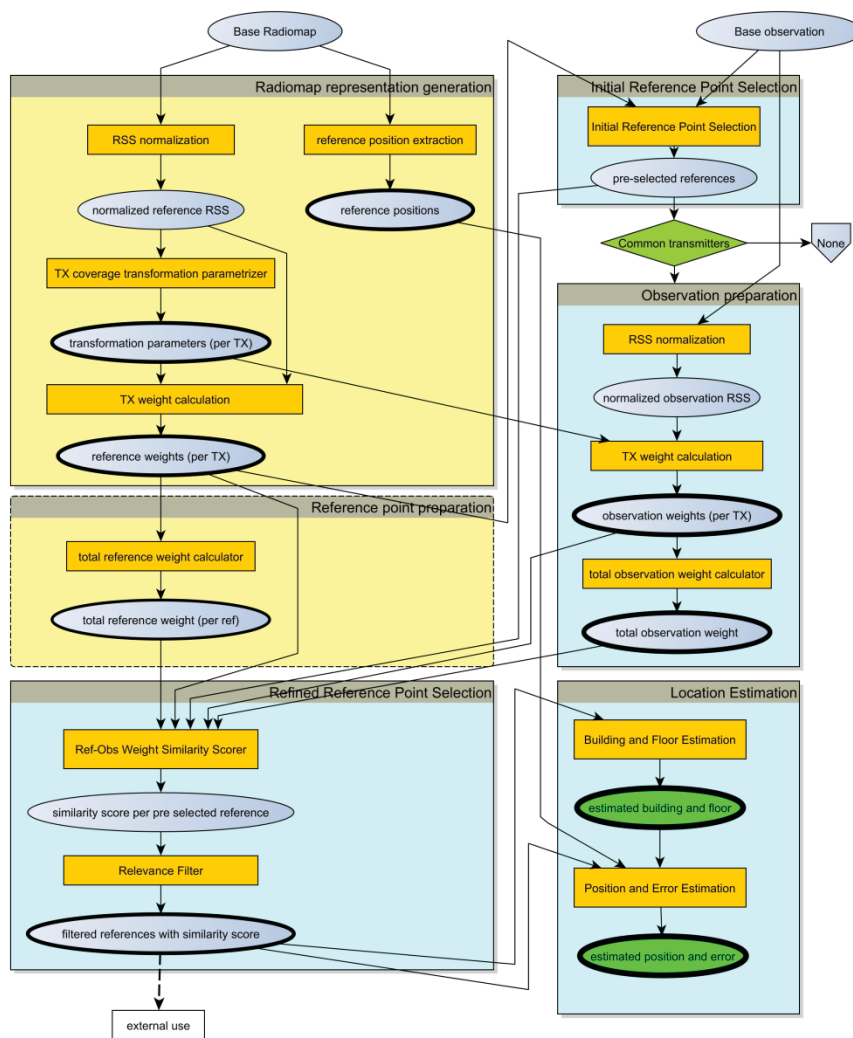 Base Radiomap
Base observation
Radiomap representation generation
Initial Reference Point Selection
RSS normalization
reference position extraction
Initial Reference Point Selection
normalized reference RSS
reference positions
pre-selected references
Common transmitters
None
TX coverage transformation parametrizer
Observation preparation
transformation parameters (per TX)
RSS normalization
TX weight calculation
normalized observation RSS
reference weights (per TX)
TX weight calculation
Reference point preparation
observation weights (per TX)
total reference weight calculator
total observation weight calculator
total reference weight (per ref)
total observation weight
Refined Reference Point Selection
Location Estimation
Ref-Obs Weight Similarity Scorer
Building and Floor Estimation
similarity score per pre selected reference
estimated building and floor
Relevance Filter
Position and Error Estimation
filtered references with similarity score
estimated position and error
external use